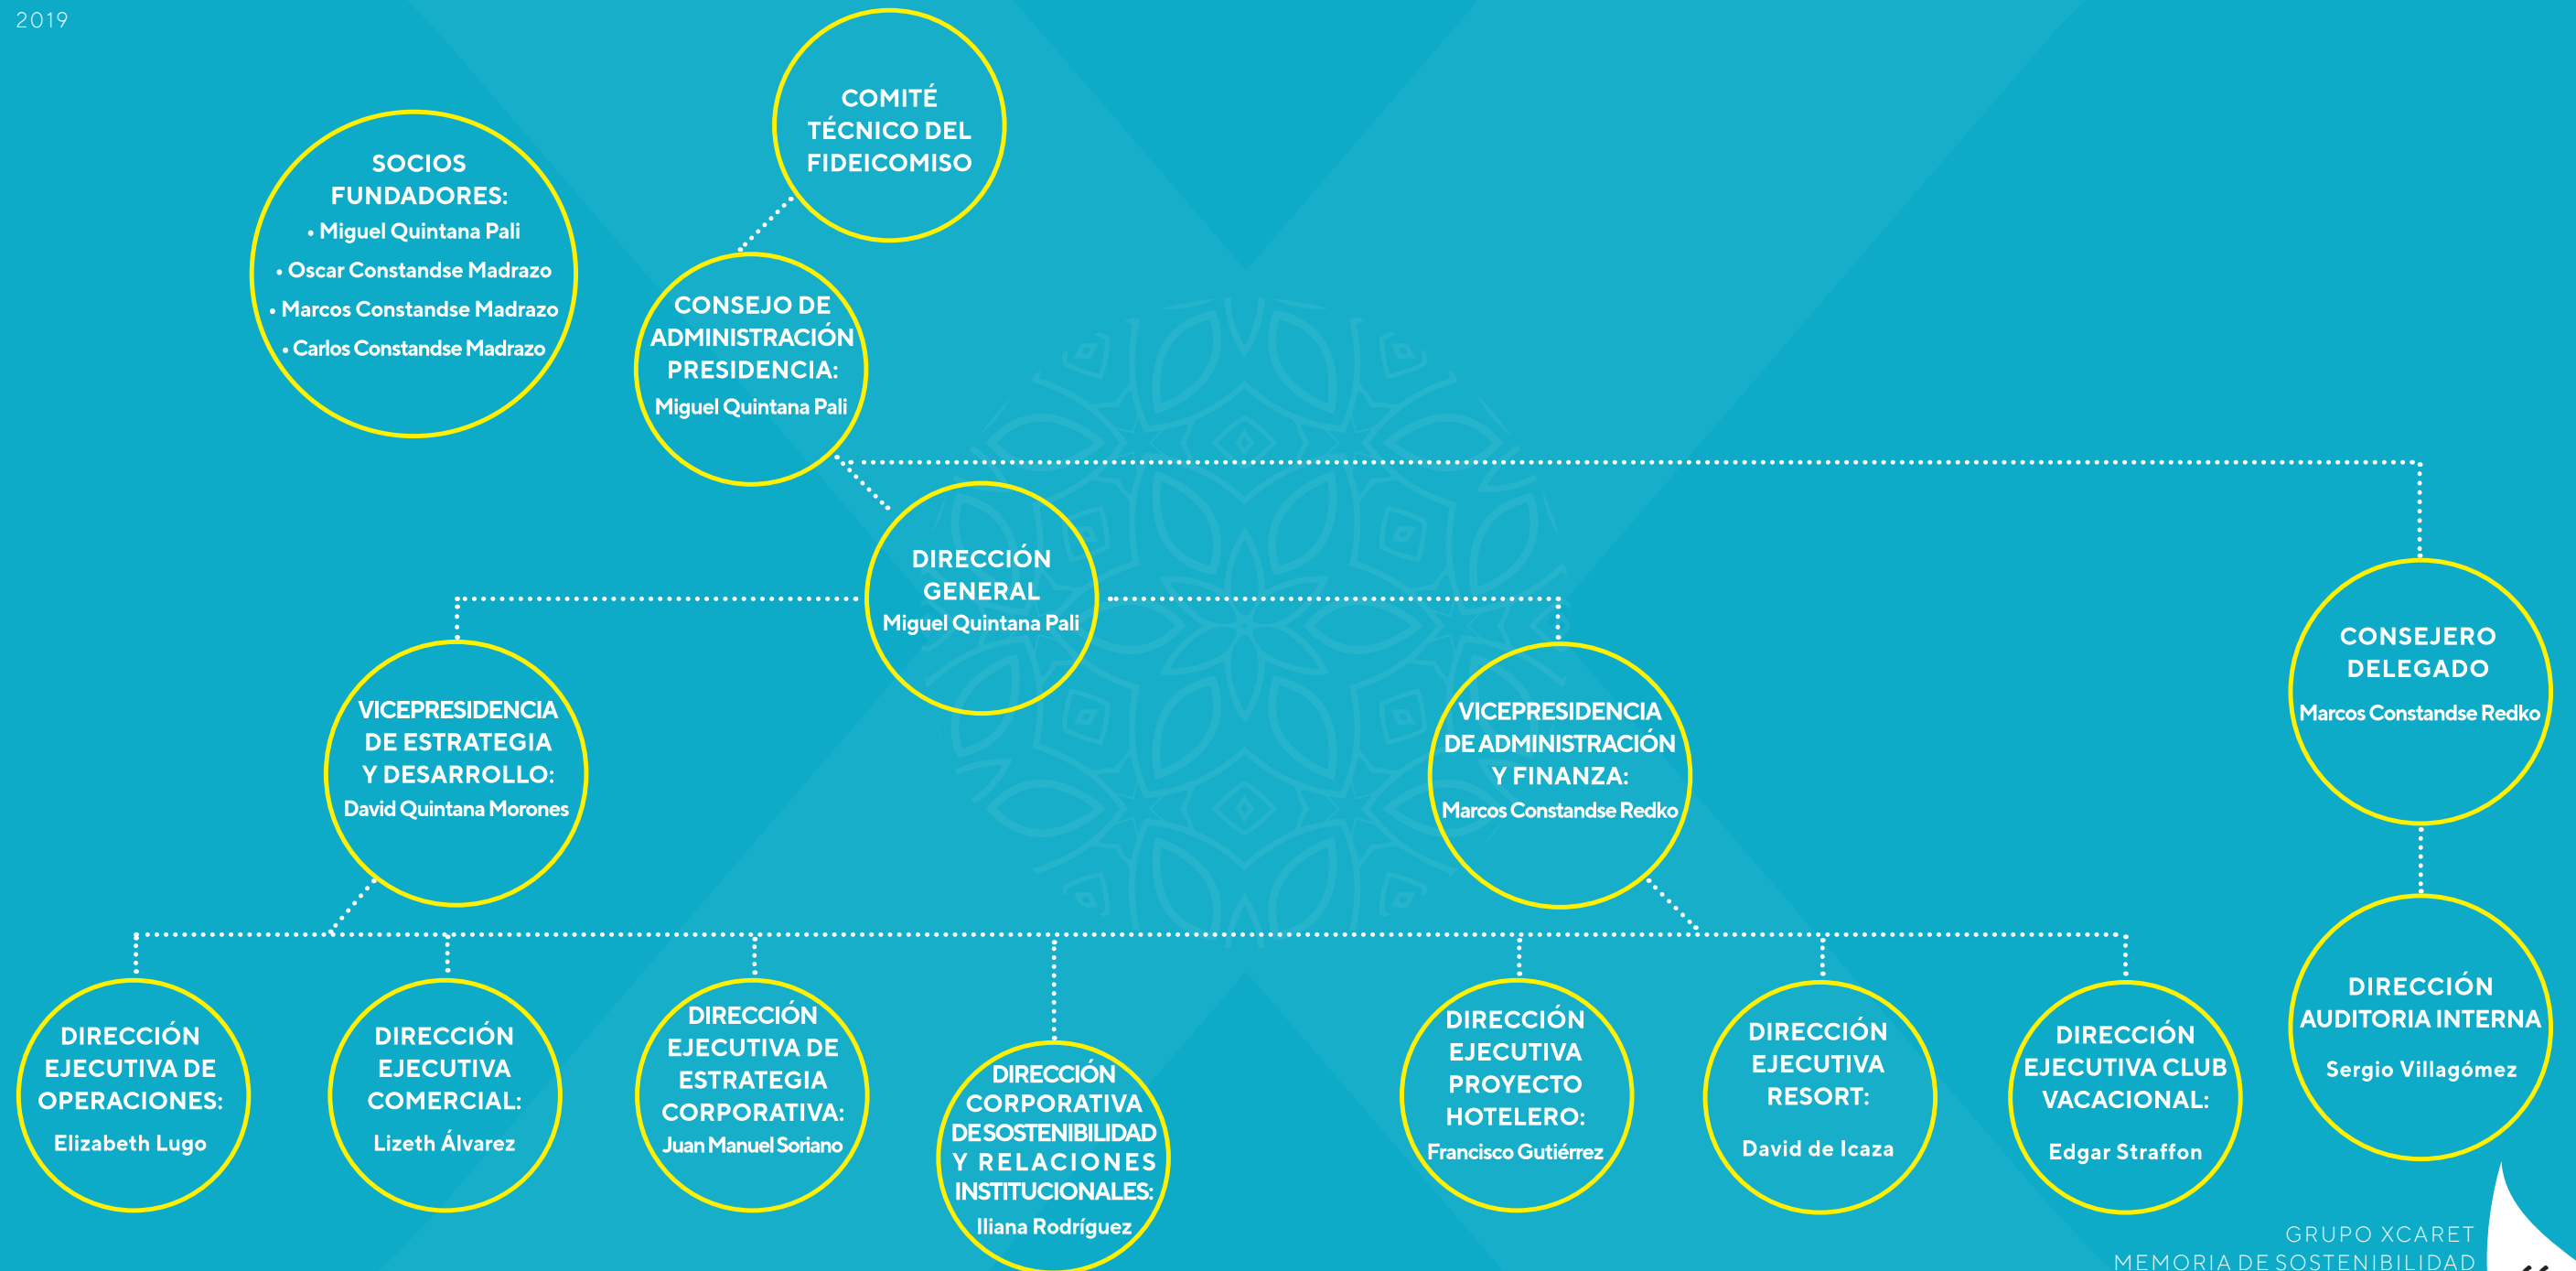 2019
COMITÉ
TÉCNICO DEL
FIDEICOMISO
SOCIOS
FUNDADORES:
• Miguel Quintana Pali
• Oscar Constandse Madrazo
• Marcos Constandse Madrazo
• Carlos Constandse Madrazo
CONSEJO DE
ADMINISTRACIÓN
PRESIDENCIA:
Miguel Quintana Pali
DIRECCIÓN
GENERAL
Miguel Quintana Pali
VICEPRESIDENCIA
DE ESTRATEGIA
Y DESARROLLO:
David Quintana Morones
VICEPRESIDENCIA
DE ADMINISTRACIÓN
Y FINANZA:
Marcos Constandse Redko
CONSEJERO
DELEGADO
Marcos Constandse Redko
DIRECCIÓN
EJECUTIVA DE
OPERACIONES:
Elizabeth Lugo
DIRECCIÓN
EJECUTIVA
COMERCIAL:
Lizeth Álvarez
DIRECCIÓN
EJECUTIVA DE
ESTRATEGIA
CORPORATIVA:
Juan Manuel Soriano
DIRECCIÓN
CORPORATIVA
DE SOSTENIBILIDAD
Y RELACIONES
INSTITUCIONALES:
Iliana Rodríguez
DIRECCIÓN
EJECUTIVA
PROYECTO
HOTELERO:
Francisco Gutiérrez
DIRECCIÓN
EJECUTIVA
RESORT:
David de Icaza
DIRECCIÓN
EJECUTIVA CLUB
VACACIONAL:
Edgar Straffon
DIRECCIÓN
AUDITORIA INTERNA
Sergio Villagómez
GRUPO XCARET
MEMORIA DE SOSTENIBILIDAD